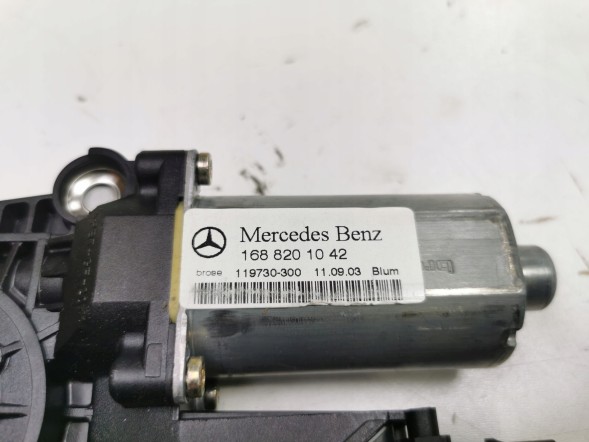 Mercedes Benz
168 820 10 42
brose 119730-300 11.09.03 Blum